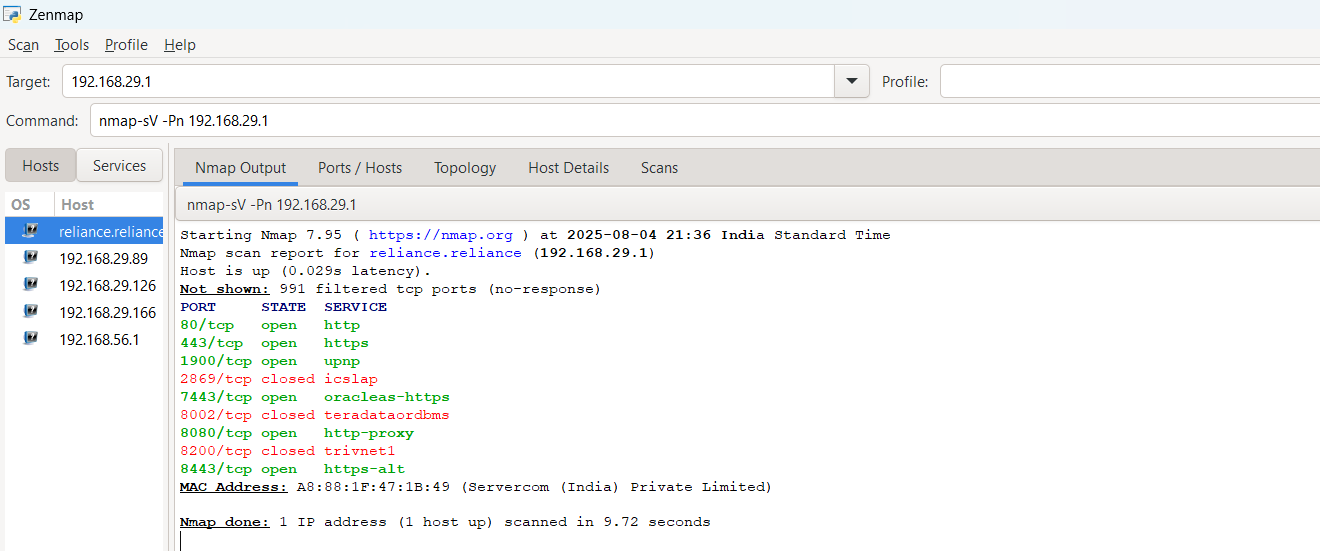 Zenmap
Scan Tools Profile Help
Target: 192.168.29.1 Profile:
Command: nmap-sV -Pn 192.168.29.1
Hosts Services
Nmap Output Ports / Hosts Topology Host Details Scans
OS Host
reliance.reliance
192.168.29.89
192.168.29.126
192.168.29.166
192.168.56.1
nmap-sV -Pn 192.168.29.1
Starting Nmap 7.95 ( https://nmap.org ) at 2025-08-04 21:36 India Standard Time
Nmap scan report for reliance.reliance (192.168.29.1)
Host is up (0.029s latency).
Not shown: 991 filtered tcp ports (no-response)
PORT STATE SERVICE
80/tcp open http
443/tcp open https
1900/tcp open upnp
2869/tcp closed icslap
7443/tcp open oracleas-https
8002/tcp closed teradataordbms
8080/tcp open http-proxy
8200/tcp closed trivnet1
8443/tcp open https-alt
MAC Address: A8:88:1F:47:1B:49 (Servercom (India) Private Limited)
Nmap done: 1 IP address (1 host up) scanned in 9.72 seconds